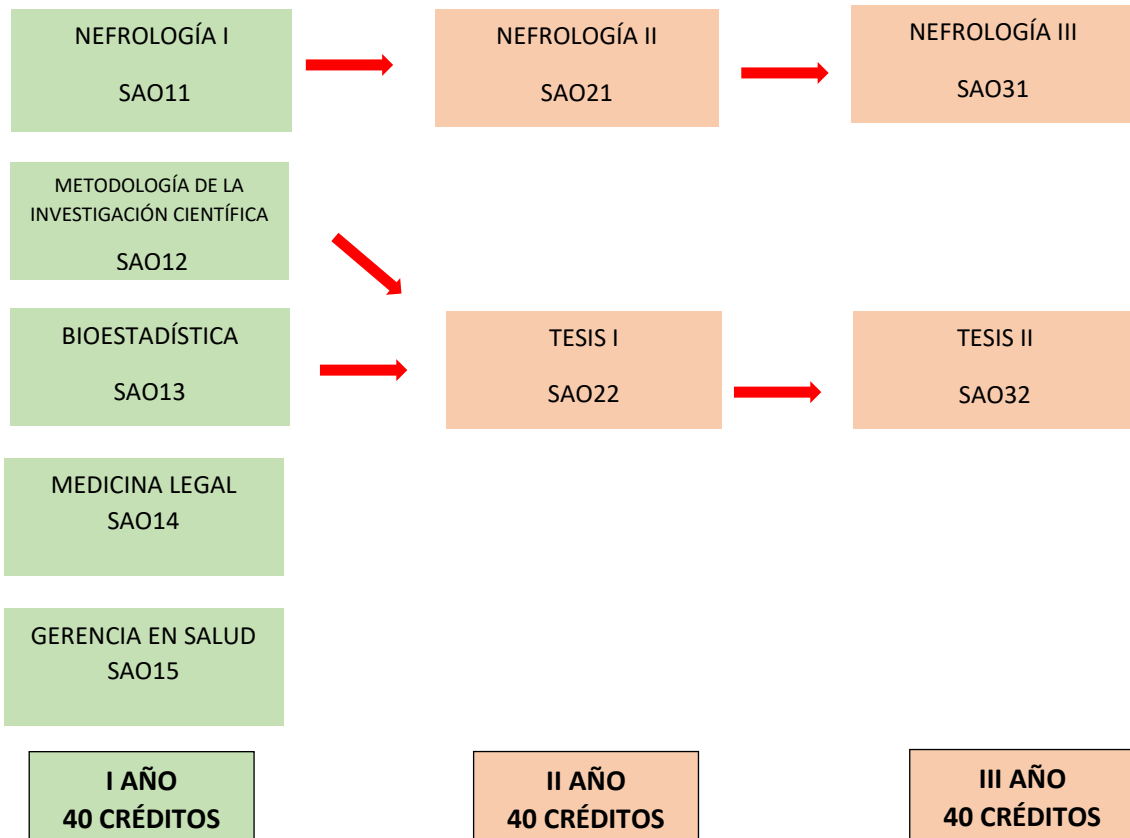 NEFROLOGÍA I
SAO11
NEFROLOGÍA II
SAO21
NEFROLOGÍA III
SAO31
METODOLOGÍA DE LA
INVESTIGACIÓN CIENTÍFICA
SAO12
BIOESTADÍSTICA
SAO13
TESIS I
SAO22
TESIS II
SAO32
MEDICINA LEGAL
SAO14
GERENCIA EN SALUD
SAO15
I AÑO
40 CRÉDITOS
II AÑO
40 CRÉDITOS
III AÑO
40 CRÉDITOS